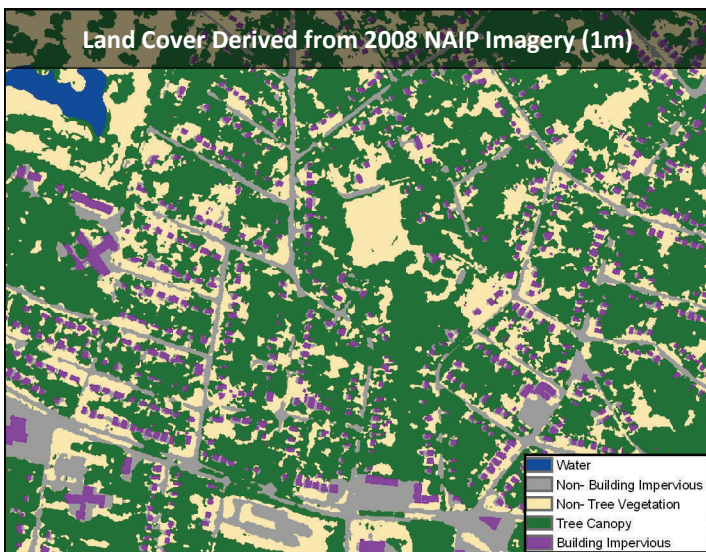 Land Cover Derived from 2008 NAIP Imagery (1m)
Water
Non- Building Impervious
Non- Tree Vegetation
Tree Canopy
Building Impervious